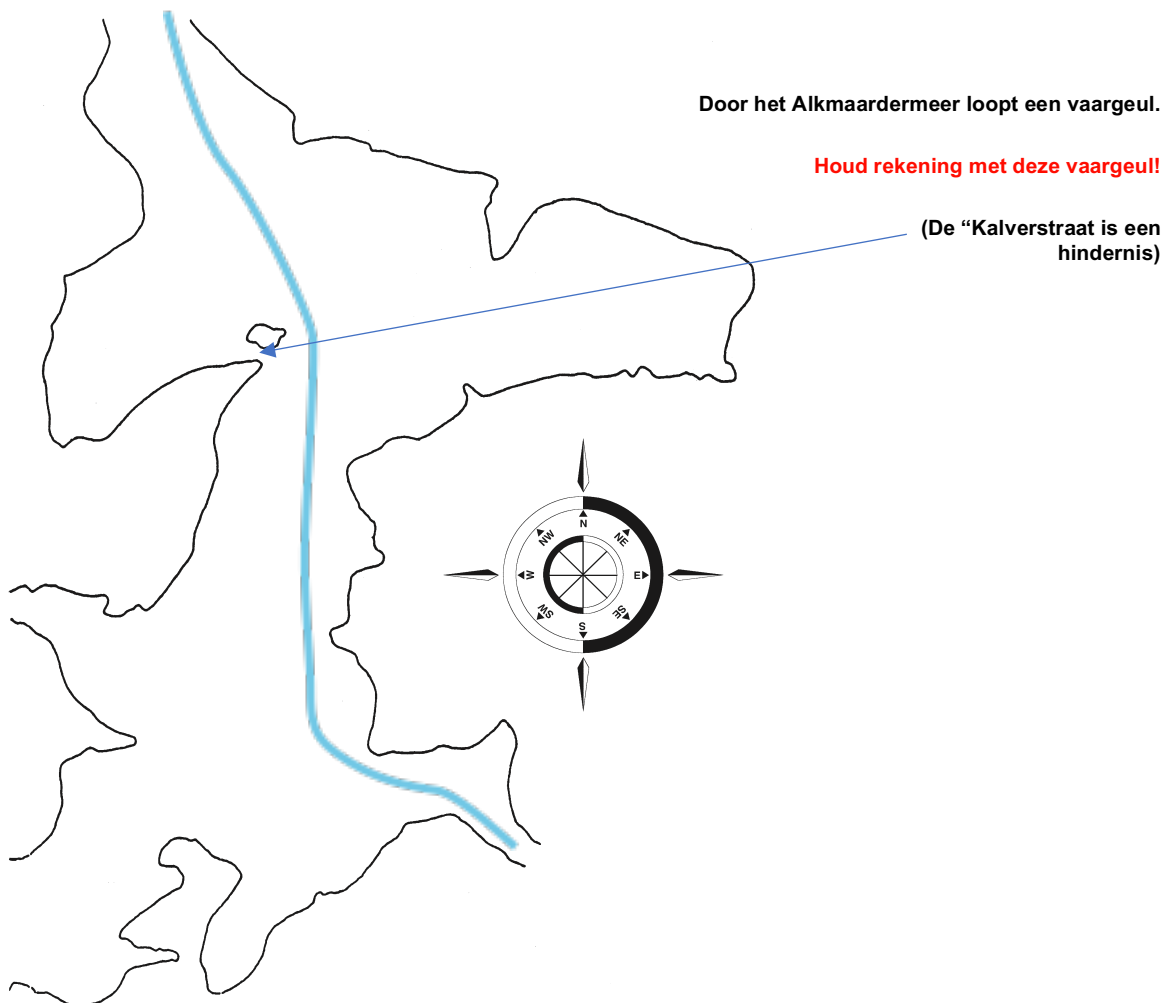 Door het Alkmaardermeer loopt een vaargeul.
Houd rekening met deze vaargeul!
(De “Kalverstraat is een
hindernis)
N
NW
NE
W
E
SW
SE
S